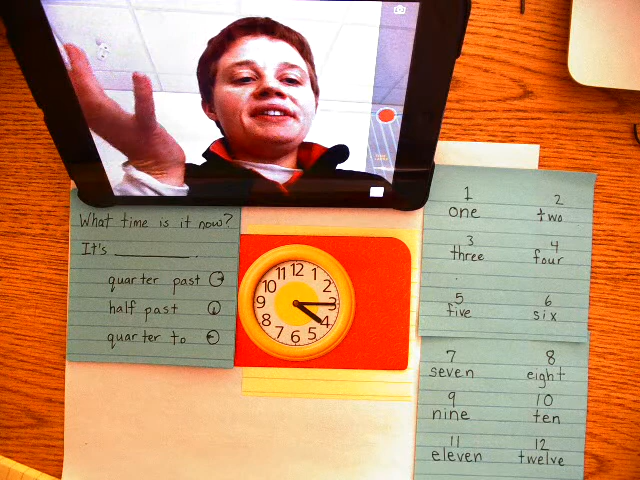 What time is it now?
It's ________.
quarter past
half past
quarter to
12
1
2
3
4
5
6
7
8
9
10
11
1 2
one two
3 4
three four
5 6
five six
7 8
seven eight
9 10
nine ten
11 12
eleven twelve